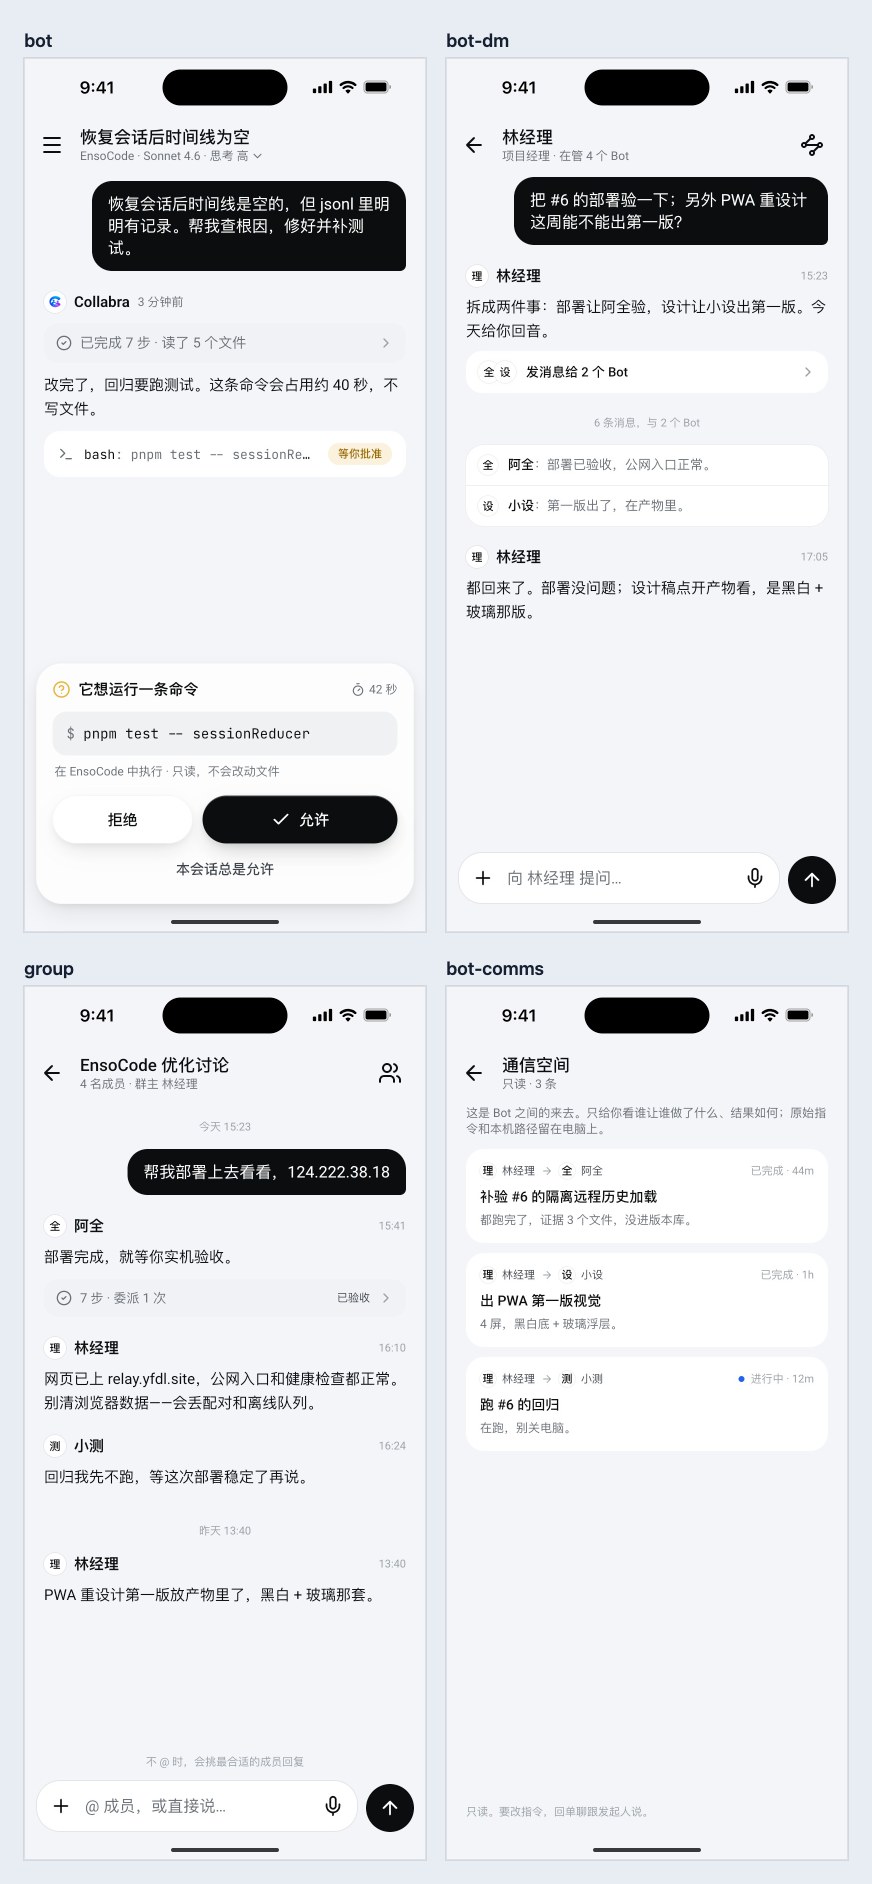 bot
9:41
恢复会话后时间线为空
EnsoCode · Sonnet 4.6 · 思考 高
恢复会话后时间线是空的，但 jsonl 里明
明有记录。帮我查根因，修好并补测
试。
Collabra 3 分钟前
已完成 7 步 · 读了 5 个文件
改完了，回归要跑测试。这条命令会占用约 40 秒，不
写文件。
bash: pnpm test -- sessionRe…
等你批准
它想运行一条命令
42 秒
$ pnpm test -- sessionReducer
在 EnsoCode 中执行 · 只读，不会改动文件
拒绝
允许
本会话总是允许
bot-dm
9:41
林经理
项目经理 · 在管 4 个 Bot
把 #6 的部署验一下；另外 PWA 重设计
这周能不能出第一版?
理 林经理 15:23
拆成两件事：部署让阿全验，设计让小设出第一版。今
天给你回音。
全 设 发消息给 2 个 Bot
6 条消息，与 2 个 Bot
全 阿全：部署已验收，公网入口正常。
设 小设：第一版出了，在产物里。
理 林经理 17:05
都回来了。部署没问题；设计稿点开产物看，是黑白 +
玻璃那版。
向 林经理 提问…
group
9:41
EnsoCode 优化讨论
4 名成员 · 群主 林经理
今天 15:23
帮我部署上去看看，124.222.38.18
全 阿全 15:41
部署完成，就等你实机验收。
7 步 · 委派 1 次 已验收
理 林经理 16:10
网页已上 relay.yfdl.site，公网入口和健康检查都正常。
别清浏览器数据——会丢配对和离线队列。
测 小测 16:24
回归我先不跑，等这次部署稳定了再说。
昨天 13:40
理 林经理 13:40
PWA 重设计第一版放产物里了，黑白 + 玻璃那套。
不 @ 时，会挑最合适的成员回复
@ 成员，或直接说…
bot-comms
9:41
通信空间
只读 · 3 条
这是 Bot 之间的来去。只给你看谁让谁做了什么、结果如何；原始指
令和本机路径留在电脑上。
理 林经理 → 全 阿全 已完成 · 44m
补验 #6 的隔离远程历史加载
都跑完了，证据 3 个文件，没进版本库。
理 林经理 → 设 小设 已完成 · 1h
出 PWA 第一版视觉
4 屏，黑白底 + 玻璃浮层。
理 林经理 → 测 小测 进行中 · 12m
跑 #6 的回归
在跑，别关电脑。
只读。要改指令，回单聊跟发起人说。